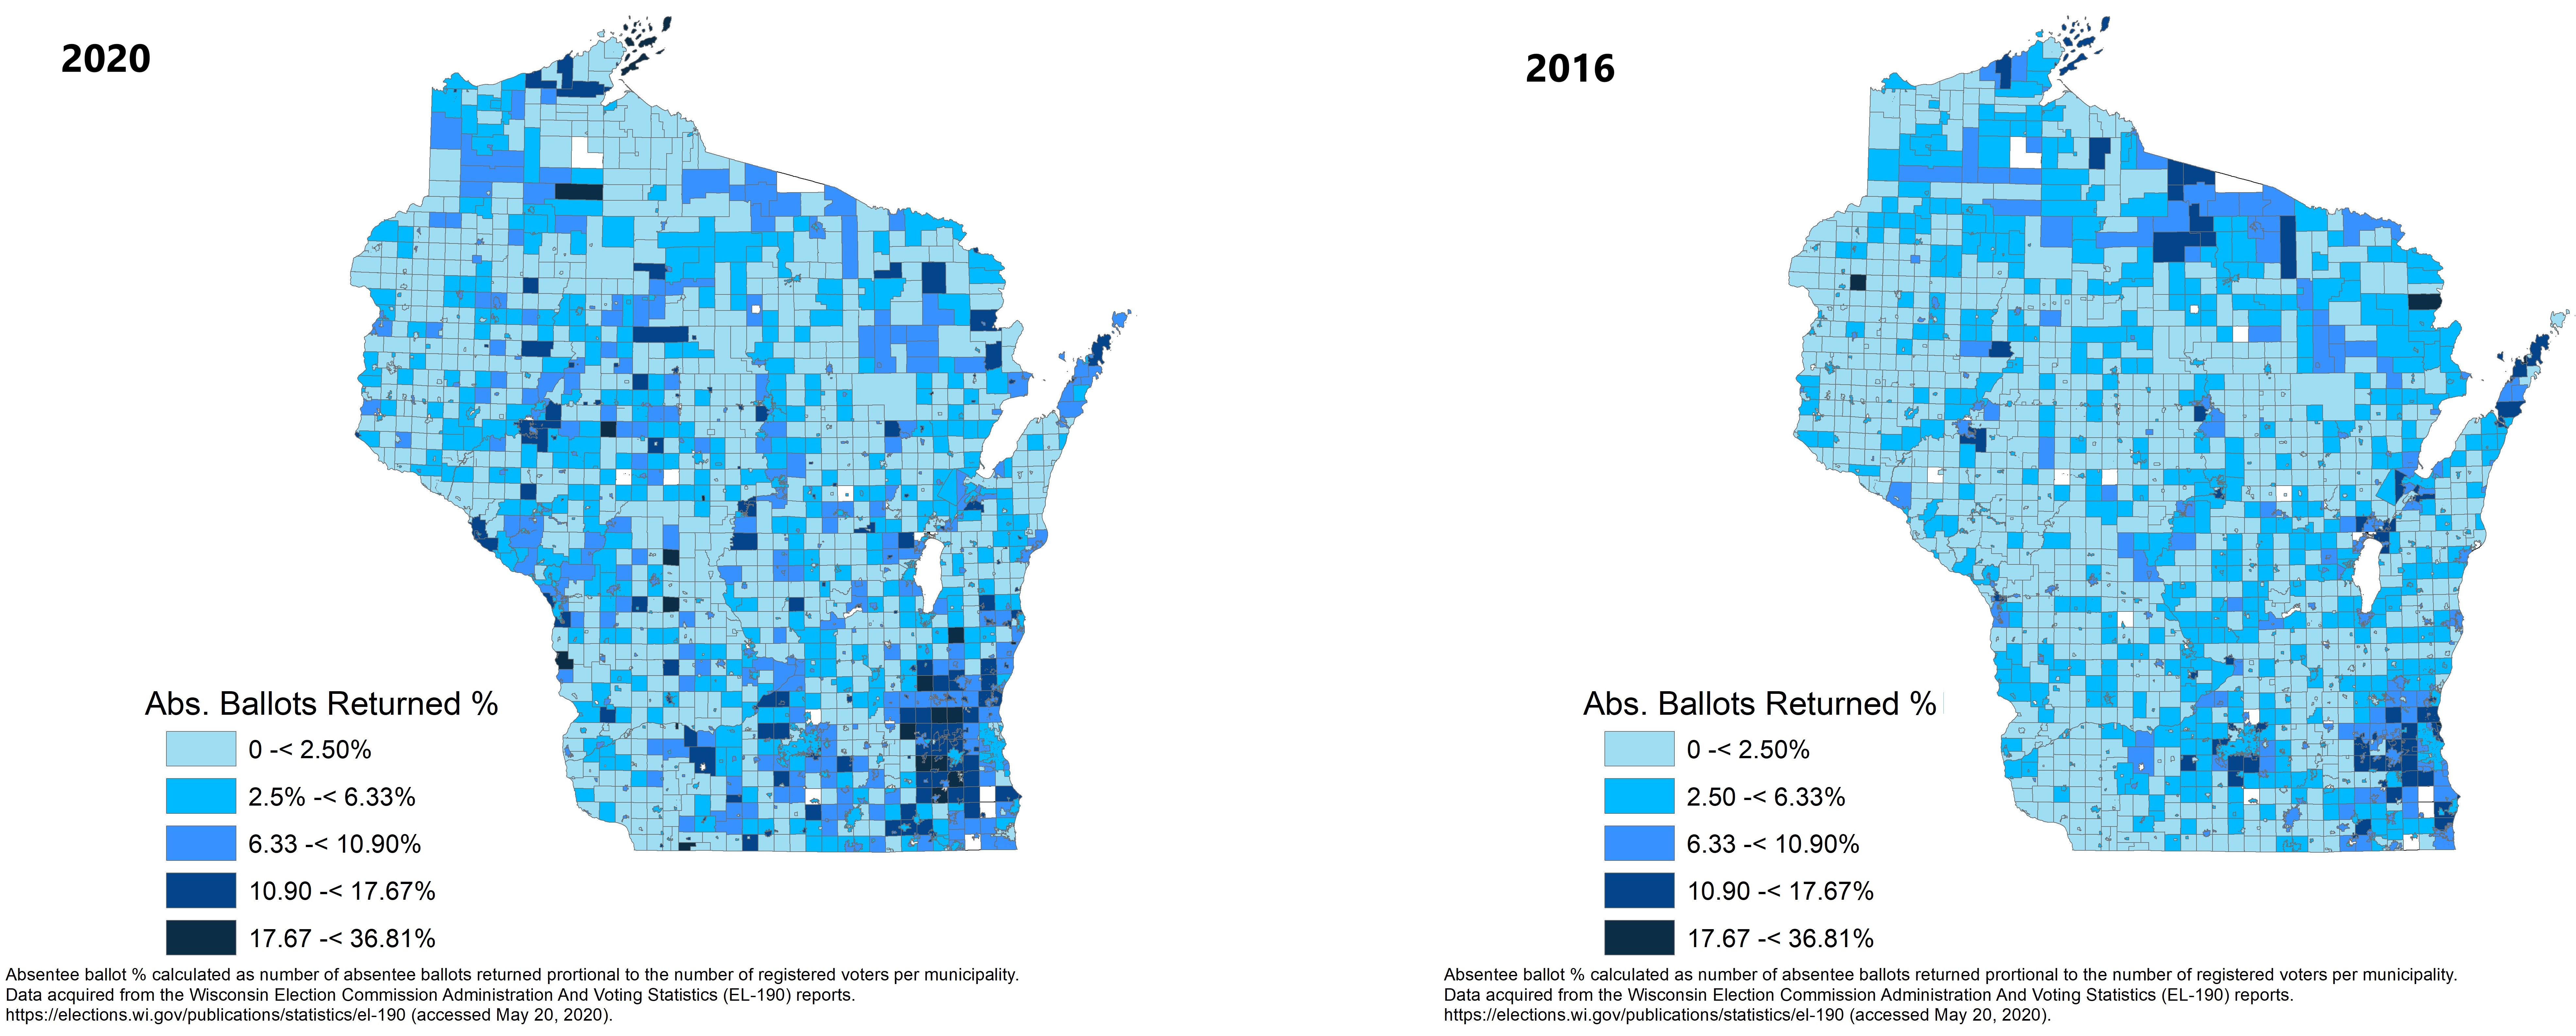 2020
Abs. Ballots Returned %
0 -< 2.50%
2.5% -< 6.33%
6.33 -< 10.90%
10.90 -< 17.67%
17.67 -< 36.81%
Absentee ballot % calculated as number of absentee ballots returned prortional to the number of registered voters per municipality.
Data acquired from the Wisconsin Election Commission Administration And Voting Statistics (EL-190) reports.
https://elections.wi.gov/publications/statistics/el-190 (accessed May 20, 2020).
2016
Abs. Ballots Returned %
0 -< 2.50%
2.50 -< 6.33%
6.33 -< 10.90%
10.90 -< 17.67%
17.67 -< 36.81%
Absentee ballot % calculated as number of absentee ballots returned prortional to the number of registered voters per municipality.
Data acquired from the Wisconsin Election Commission Administration And Voting Statistics (EL-190) reports.
https://elections.wi.gov/publications/statistics/el-190 (accessed May 20, 2020).